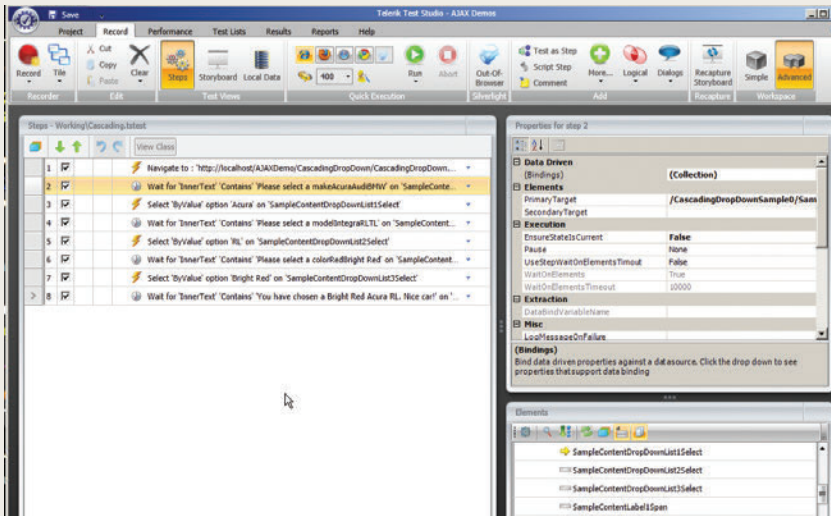 Save
Telerik Test Studio - AJAX Demos
Project Record Performance Test Lists Results Reports Help
Record
Tile
Cut
Copy
Paste
Clear
Recorder
Edit
Steps
Storyboard
Local Data
Test Views
400
Run
Abort
Quick Execution
Out-Of-Browser
Silverlight
Test as Step
Script Step
Comment
More...
Logical
Dialogs
Add
Recapture Storyboard
Recapture
Simple
Advanced
Workspace
Steps - Working\Cascading.tstest
View Class
1 Navigate to : 'http://localhost/AJAXDemo/CascadingDropDown/CascadingDropDown....
2 Wait for 'InnerText' 'Contains' 'Please select a makeAcuraAudiBMW' on 'SampleConte...
3 Select 'ByValue' option 'Acura' on 'SampleContentDropDownList1Select'
4 Wait for 'InnerText' 'Contains' 'Please select a modelIntegraRLTL' on 'SampleContent...
5 Select 'ByValue' option 'RL' on 'SampleContentDropDownList2Select'
6 Wait for 'InnerText' 'Contains' 'Please select a colorRedBright Red' on 'SampleContent...
7 Select 'ByValue' option 'Bright Red' on 'SampleContentDropDownList3Select'
8 Wait for 'InnerText' 'Contains' 'You have chosen a Bright Red Acura RL. Nice car!' on '...
Properties for step 2
Data Driven
(Bindings) (Collection)
Elements
PrimaryTarget /CascadingDropDownSample0/Sam
SecondaryTarget
Execution
EnsureStateIsCurrent False
Pause None
UseStepWaitOnElementsTimout False
WaitOnElements True
WaitOnElementsTimeout 10000
Extraction
DataBindVariableName
Misc
LogMessageOnFailure
(Bindings)
Bind data driven properties against a datasource. Click the drop down to see
properties that support data binding
Elements
SampleContentDropDownList1Select
SampleContentDropDownList2Select
SampleContentDropDownList3Select
SampleContentLabel1Span